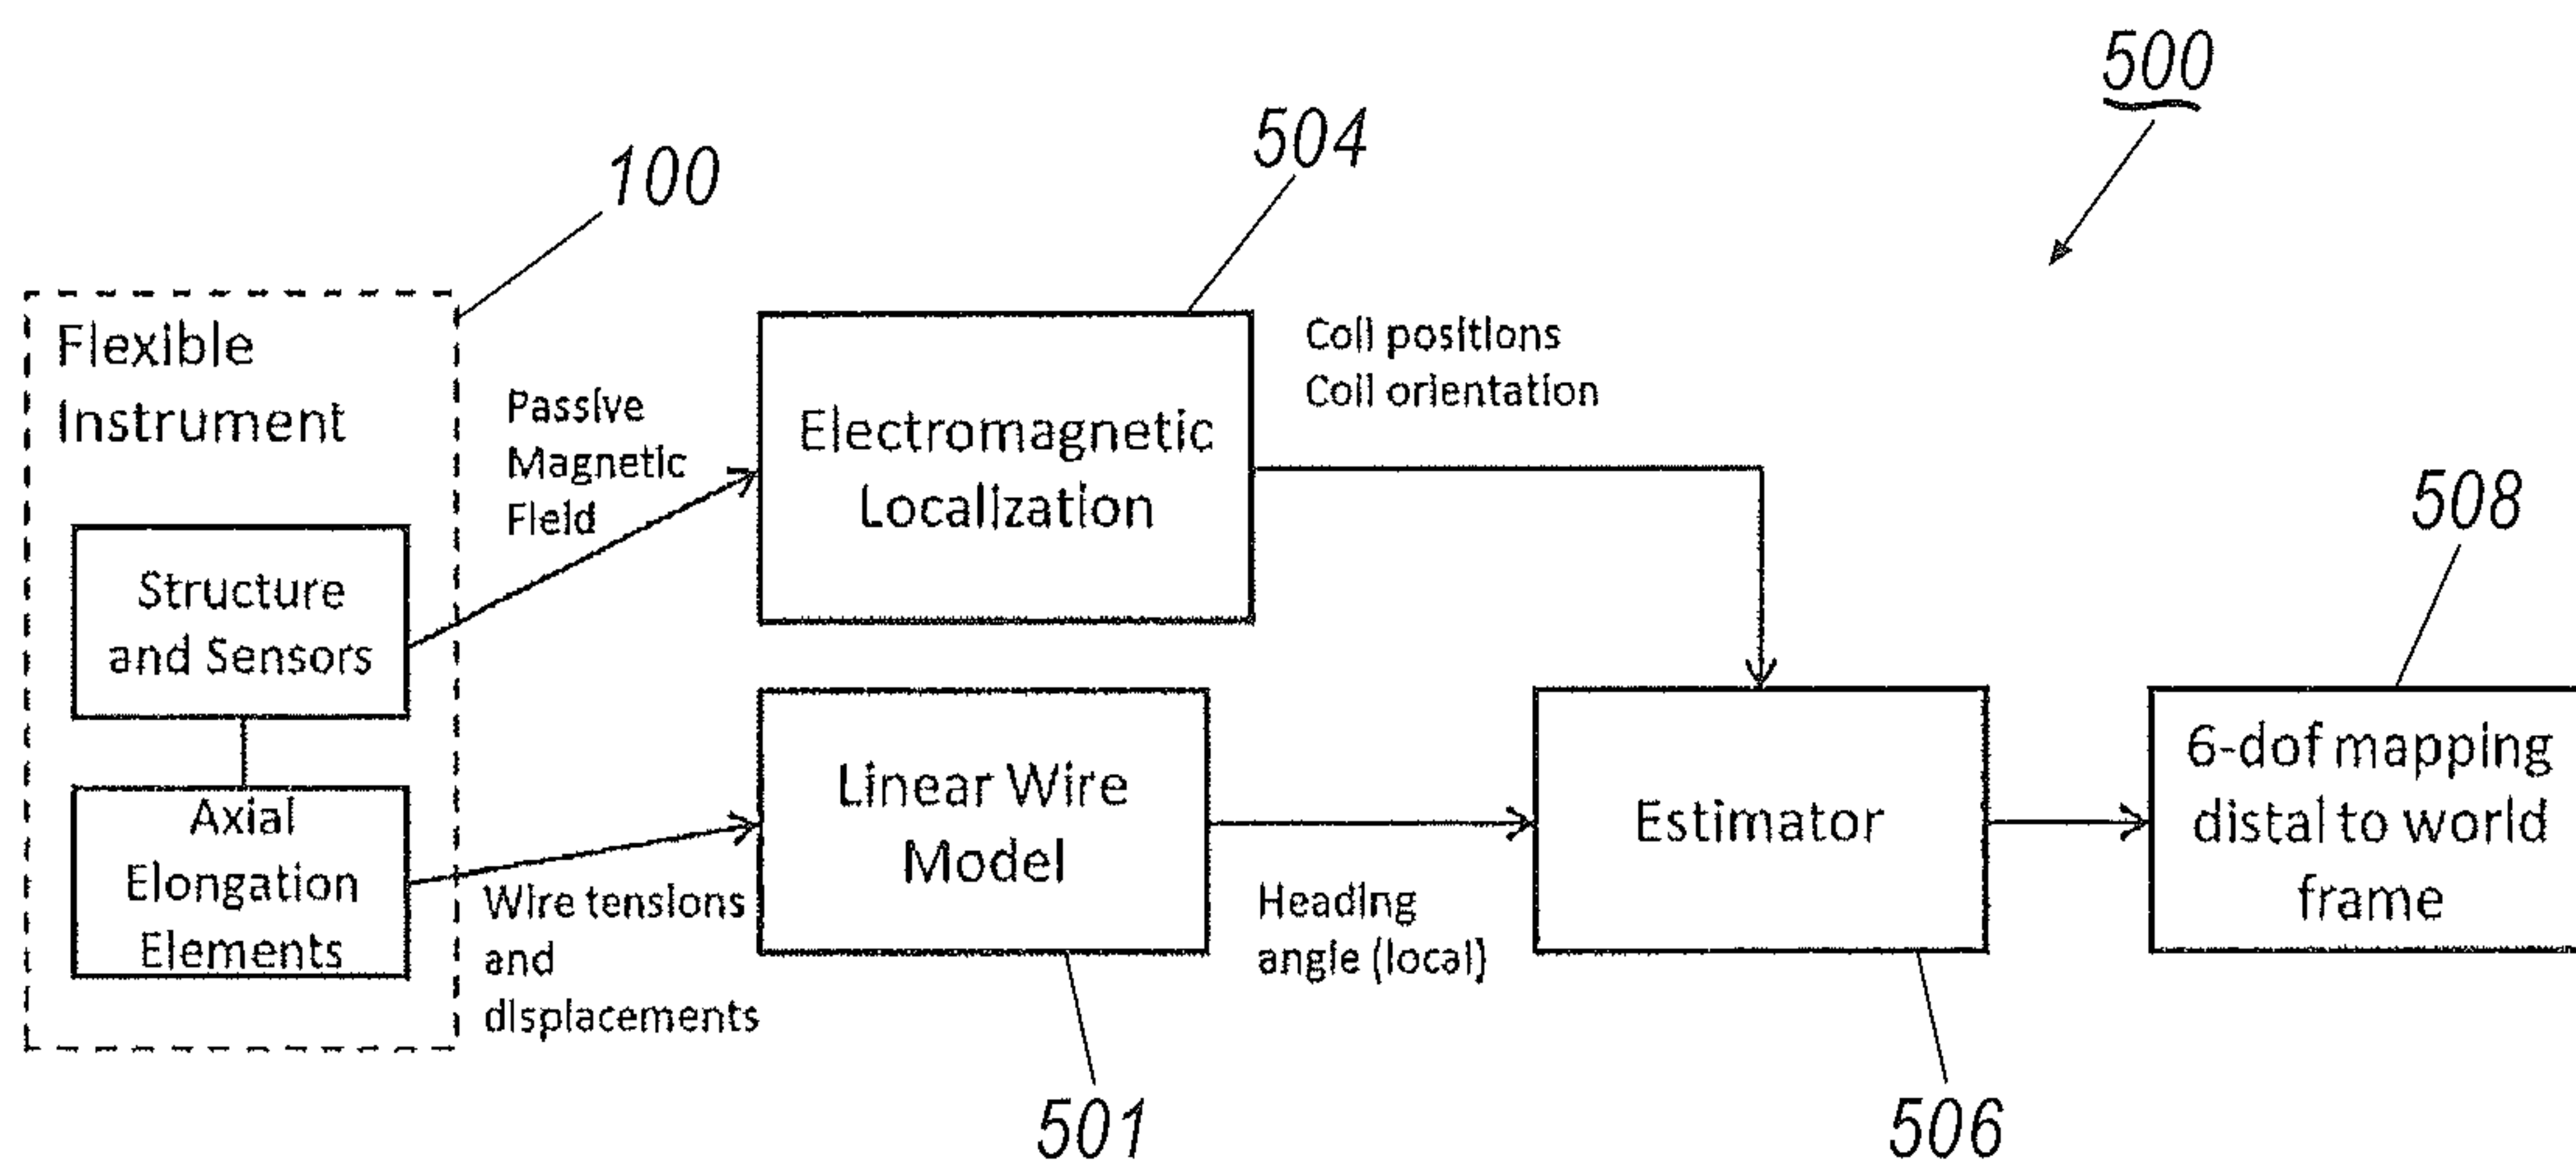 500
504
100
Flexible
Instrument
Passive
Magnetic
Field
Electromagnetic
Localization
Coil positions
Coil orientation
508
Structure
and Sensors
Axial
Elongation
Elements
Wire tensions
and
displacements
Linear Wire
Model
Heading
angle (local)
Estimator
6-dof mapping
distal to world
frame
501
506